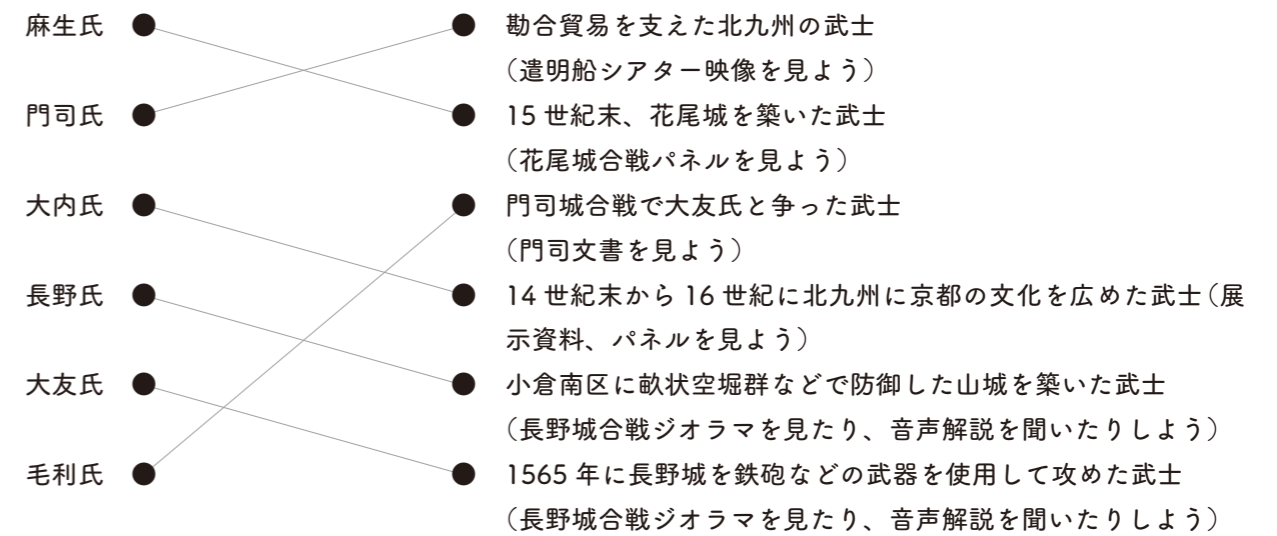 麻生氏
勘合貿易を支えた北九州の武士
（遣明船シアター映像を見よう）
門司氏
15 世紀末、花尾城を築いた武士
（花尾城合戦パネルを見よう）
大内氏
門司城合戦で大友氏と争った武士
（門司文書を見よう）
長野氏
14 世紀末から 16 世紀に北九州に京都の文化を広めた武士（展
示資料、パネルを見よう）
大友氏
小倉南区に畝状空堀群などで防御した山城を築いた武士
（長野城合戦ジオラマを見たり、音声解説を聞いたりしよう）
毛利氏
1565 年に長野城を鉄砲などの武器を使用して攻めた武士
（長野城合戦ジオラマを見たり、音声解説を聞いたりしよう）